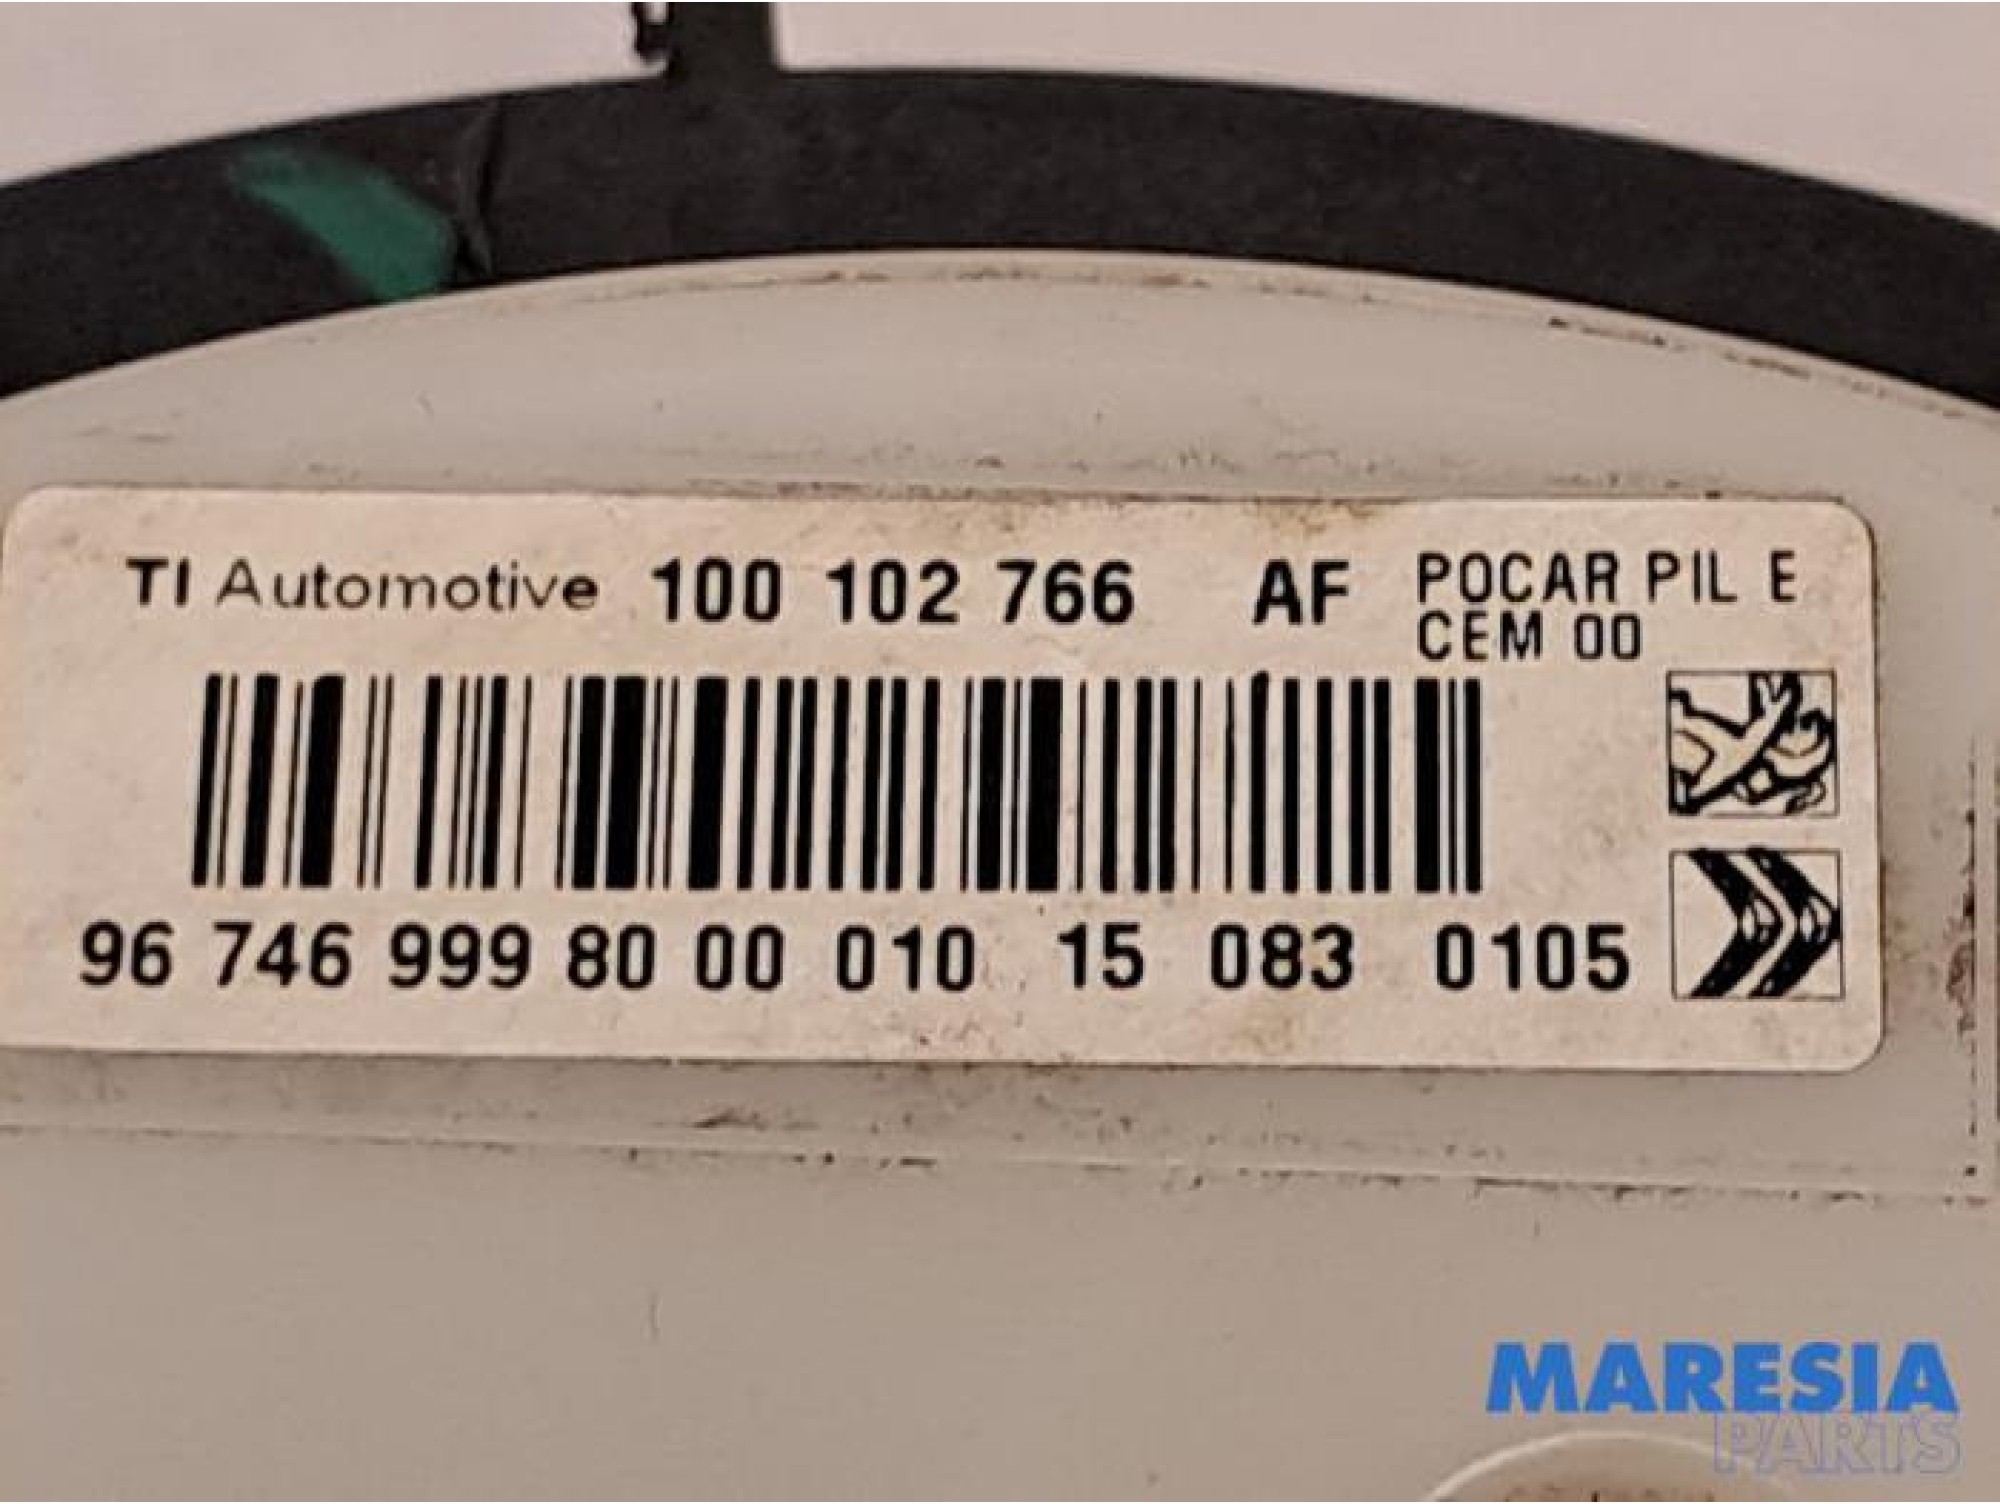 TI Automotive 100 102 766 AF POCAR PIL E
CEM 00
96 746 999 80 00 010 15 083 0105
MARESIA
PARTS